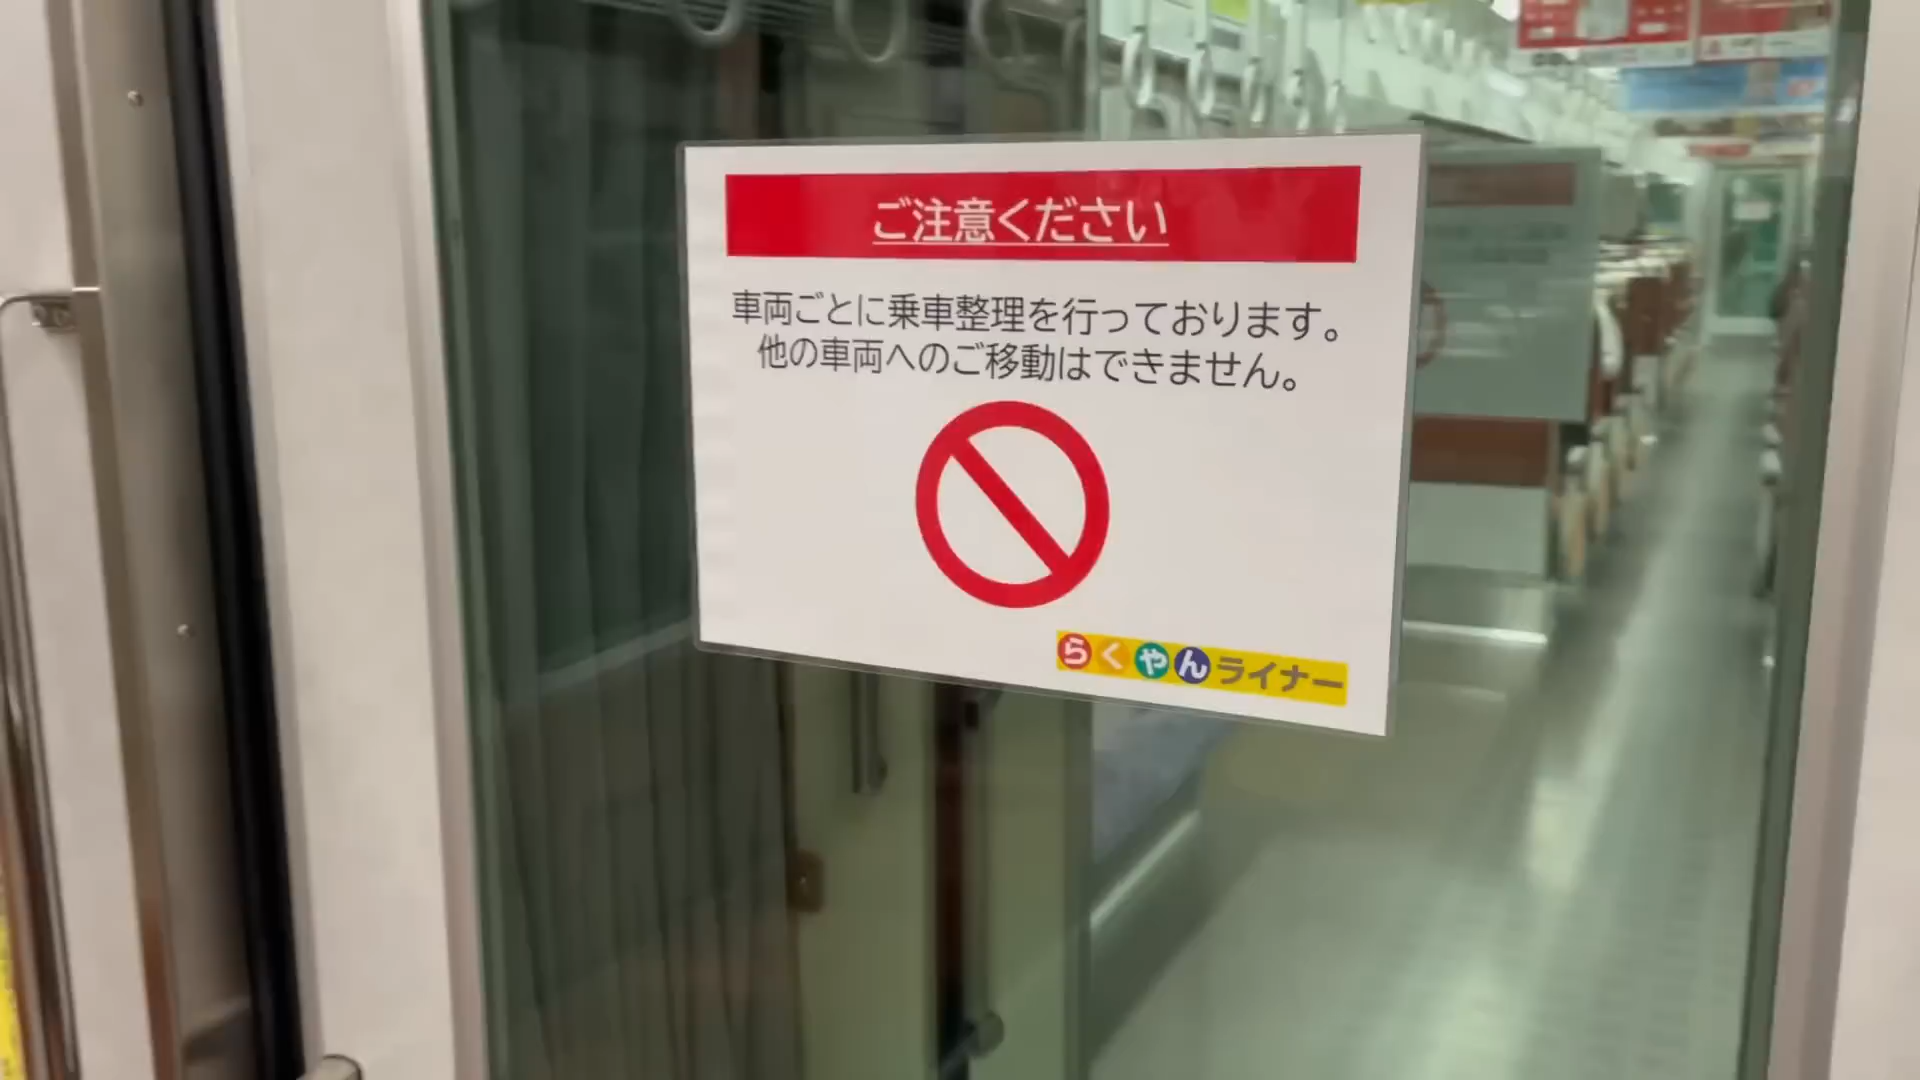 ご注意ください
車両ごとに乗車整理を行っております。
他の車両へのご移動はできません。
らくやんライナー